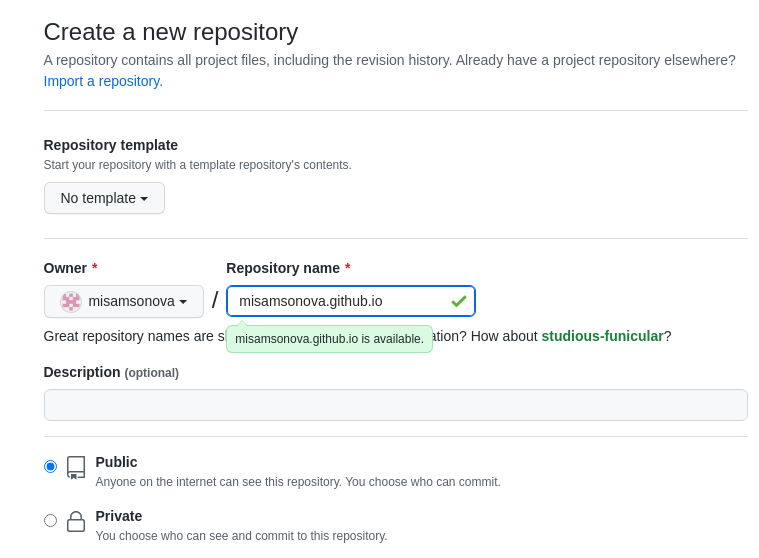 Create a new repository
A repository contains all project files, including the revision history. Already have a project repository elsewhere?
Import a repository.
Repository template
Start your repository with a template repository's contents.
No template
Owner * Repository name *
misamsonova / misamsonova.github.io
Great repository names are ? How about studious-funicular?
misamsonova.github.io is available.
Description (optional)
Public
Anyone on the internet can see this repository. You choose who can commit.
Private
You choose who can see and commit to this repository.